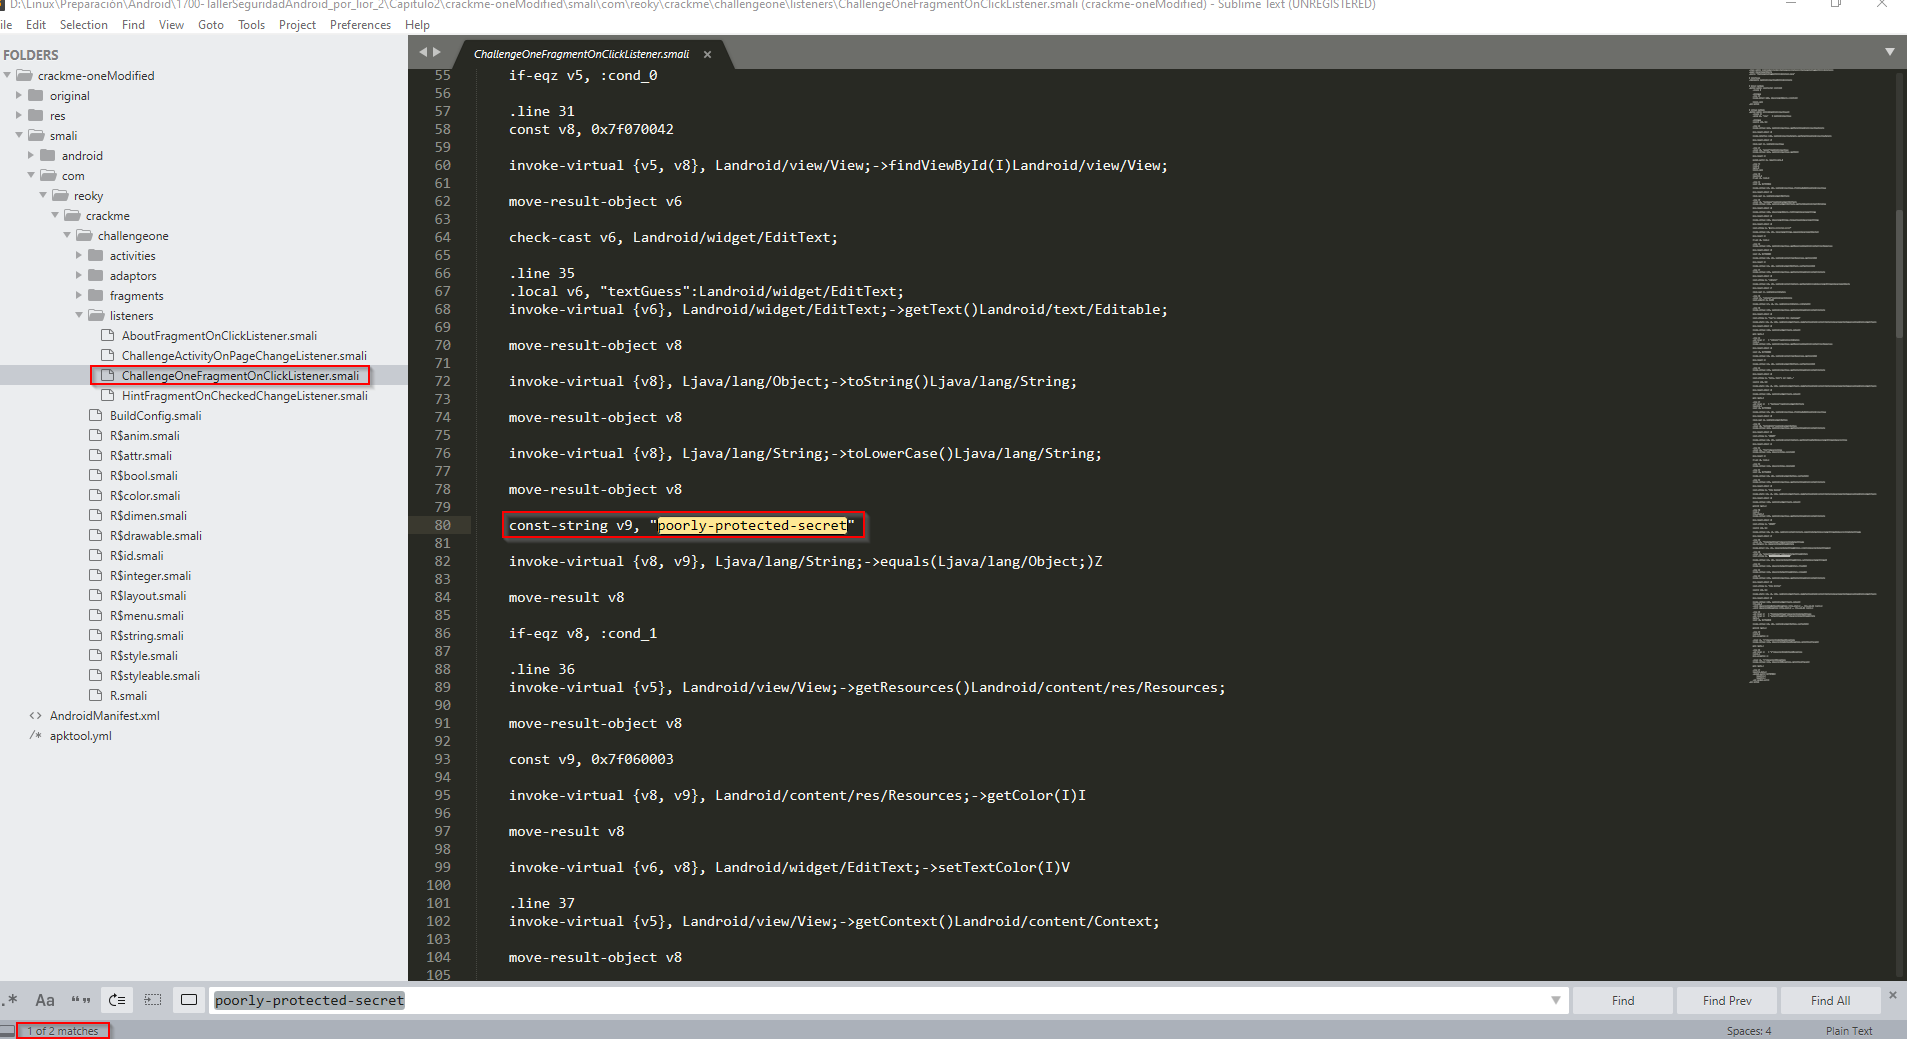 D:\Linux\Preparación\Android\1700-TallerSeguridadAndroid_por_lior_2\Capitulo2\crackme-oneModified\smali\com\reoky\crackme\challengeone\listeners\ChallengeOneFragmentOnClickListener.smali (crackme-oneModified) - Sublime Text (UNREGISTERED)
ile Edit Selection Find View Goto Tools Project Preferences Help
FOLDERS
crackme-oneModified
original
res
smali
android
com
reoky
crackme
challengeone
activities
adaptors
fragments
listeners
AboutFragmentOnClickListener.smali
ChallengeActivityOnPageChangeListener.smali
ChallengeOneFragmentOnClickListener.smali
HintFragmentOnCheckedChangeListener.smali
BuildConfig.smali
R$anim.smali
R$attr.smali
R$bool.smali
R$color.smali
R$dimen.smali
R$drawable.smali
R$id.smali
R$integer.smali
R$layout.smali
R$menu.smali
R$string.smali
R$style.smali
R$styleable.smali
R.smali
<> AndroidManifest.xml
/* apktool.yml
ChallengeOneFragmentOnClickListener.smali ×
55 if-eqz v5, :cond_0
56
57 .line 31
58 const v8, 0x7f070042
59
60 invoke-virtual {v5, v8}, Landroid/view/View;->findViewById(I)Landroid/view/View;
61
62 move-result-object v6
63
64 check-cast v6, Landroid/widget/EditText;
65
66 .line 35
67 .local v6, "textGuess":Landroid/widget/EditText;
68 invoke-virtual {v6}, Landroid/widget/EditText;->getText()Landroid/text/Editable;
69
70 move-result-object v8
71
72 invoke-virtual {v8}, Ljava/lang/Object;->toString()Ljava/lang/String;
73
74 move-result-object v8
75
76 invoke-virtual {v8}, Ljava/lang/String;->toLowerCase()Ljava/lang/String;
77
78 move-result-object v8
79
80 const-string v9, "poorly-protected-secret"
81
82 invoke-virtual {v8, v9}, Ljava/lang/String;->equals(Ljava/lang/Object;)Z
83
84 move-result v8
85
86 if-eqz v8, :cond_1
87
88 .line 36
89 invoke-virtual {v5}, Landroid/view/View;->getResources()Landroid/content/res/Resources;
90
91 move-result-object v8
92
93 const v9, 0x7f060003
94
95 invoke-virtual {v8, v9}, Landroid/content/res/Resources;->getColor(I)I
96
97 move-result v8
98
99 invoke-virtual {v6, v8}, Landroid/widget/EditText;->setTextColor(I)V
100
101 .line 37
102 invoke-virtual {v5}, Landroid/view/View;->getContext()Landroid/content/Context;
103
104 move-result-object v8
105
.* Aa “” poorly-protected-secret Find Find Prev Find All ×
1 of 2 matches Spaces: 4 Plain Text